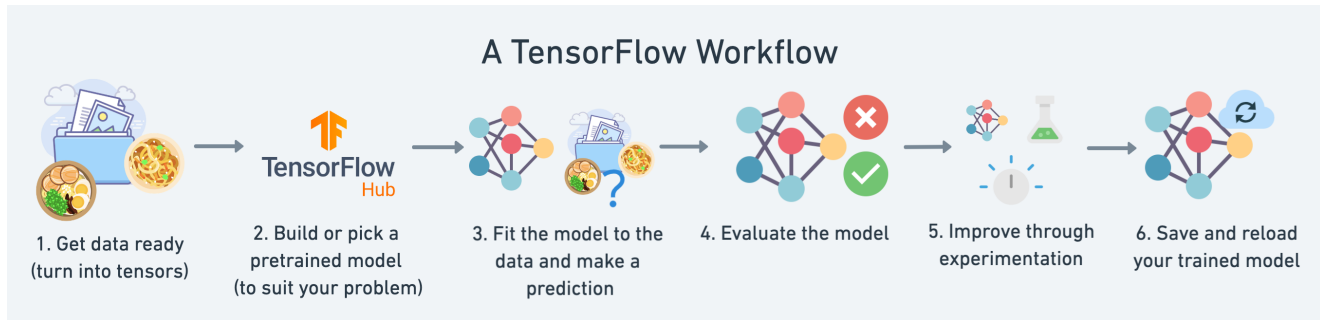 A TensorFlow Workflow
TensorFlow
Hub
1. Get data ready
(turn into tensors)
2. Build or pick a
pretrained model
(to suit your problem)
3. Fit the model to the
data and make a
prediction
4. Evaluate the model
5. Improve through
experimentation
6. Save and reload
your trained model